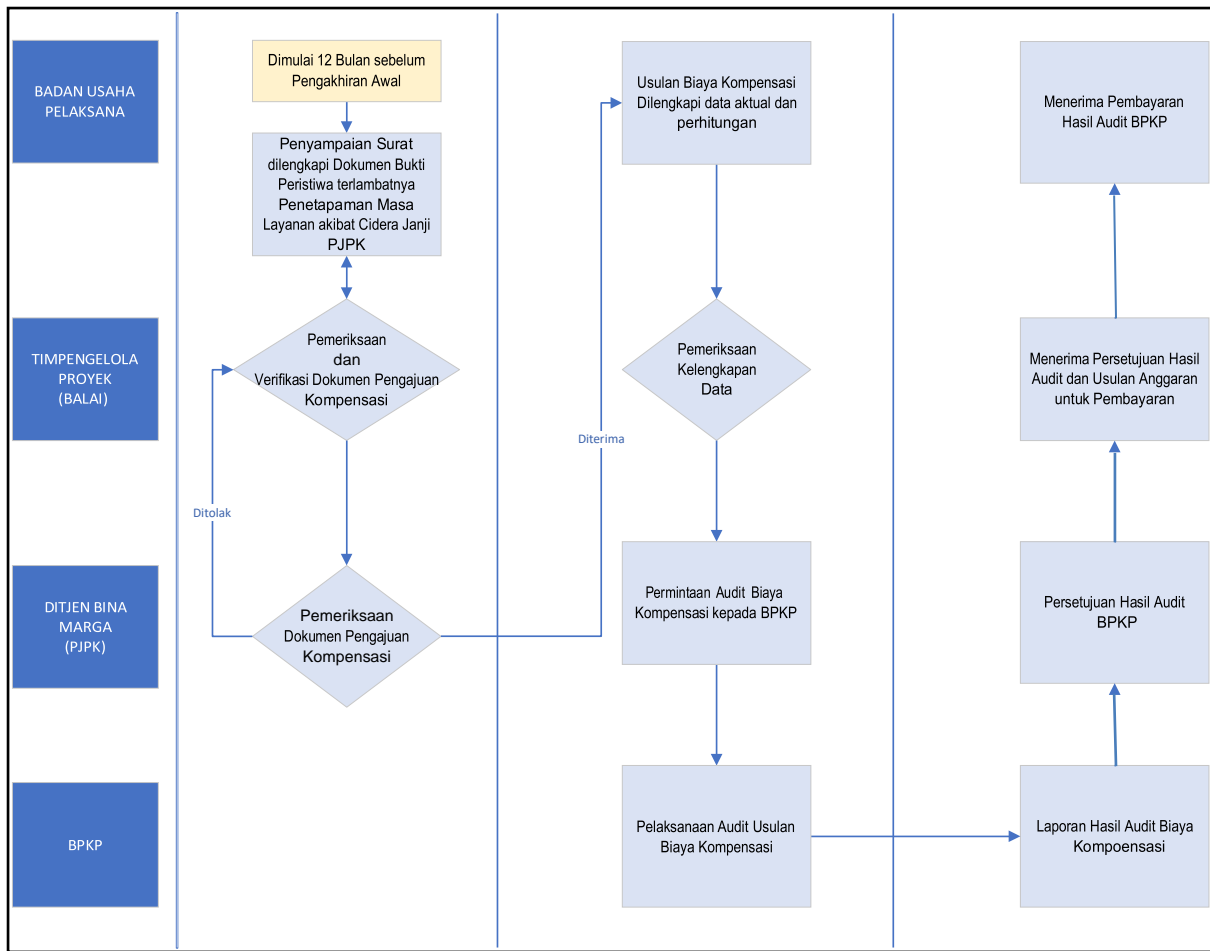 BADAN USAHA
PELAKSANA
TIMPENGELOLA
PROYEK
(BALAI)
DITJEN BINA
MARGA
(PJPK)
BPKP
Dimulai 12 Bulan sebelum
Pengakhiran Awal
Penyampaian Surat
dilengkapi Dokumen Bukti
Peristiwa terlambatnya
Penetapaman Masa
Layanan akibat Cidera Janji
PJPK
Pemeriksaan
dan
Verifikasi Dokumen Pengajuan
Kompensasi
Ditolak
Pemeriksaan
Dokumen Pengajuan
Kompensasi
Diterima
Usulan Biaya Kompensasi
Dilengkapi data aktual dan
perhitungan
Pemeriksaan
Kelengkapan
Data
Permintaan Audit Biaya
Kompensasi kepada BPKP
Pelaksanaan Audit Usulan
Biaya Kompensasi
Menerima Pembayaran
Hasil Audit BPKP
Menerima Persetujuan Hasil
Audit dan Usulan Anggaran
untuk Pembayaran
Persetujuan Hasil Audit
BPKP
Laporan Hasil Audit Biaya
Kompoensasi